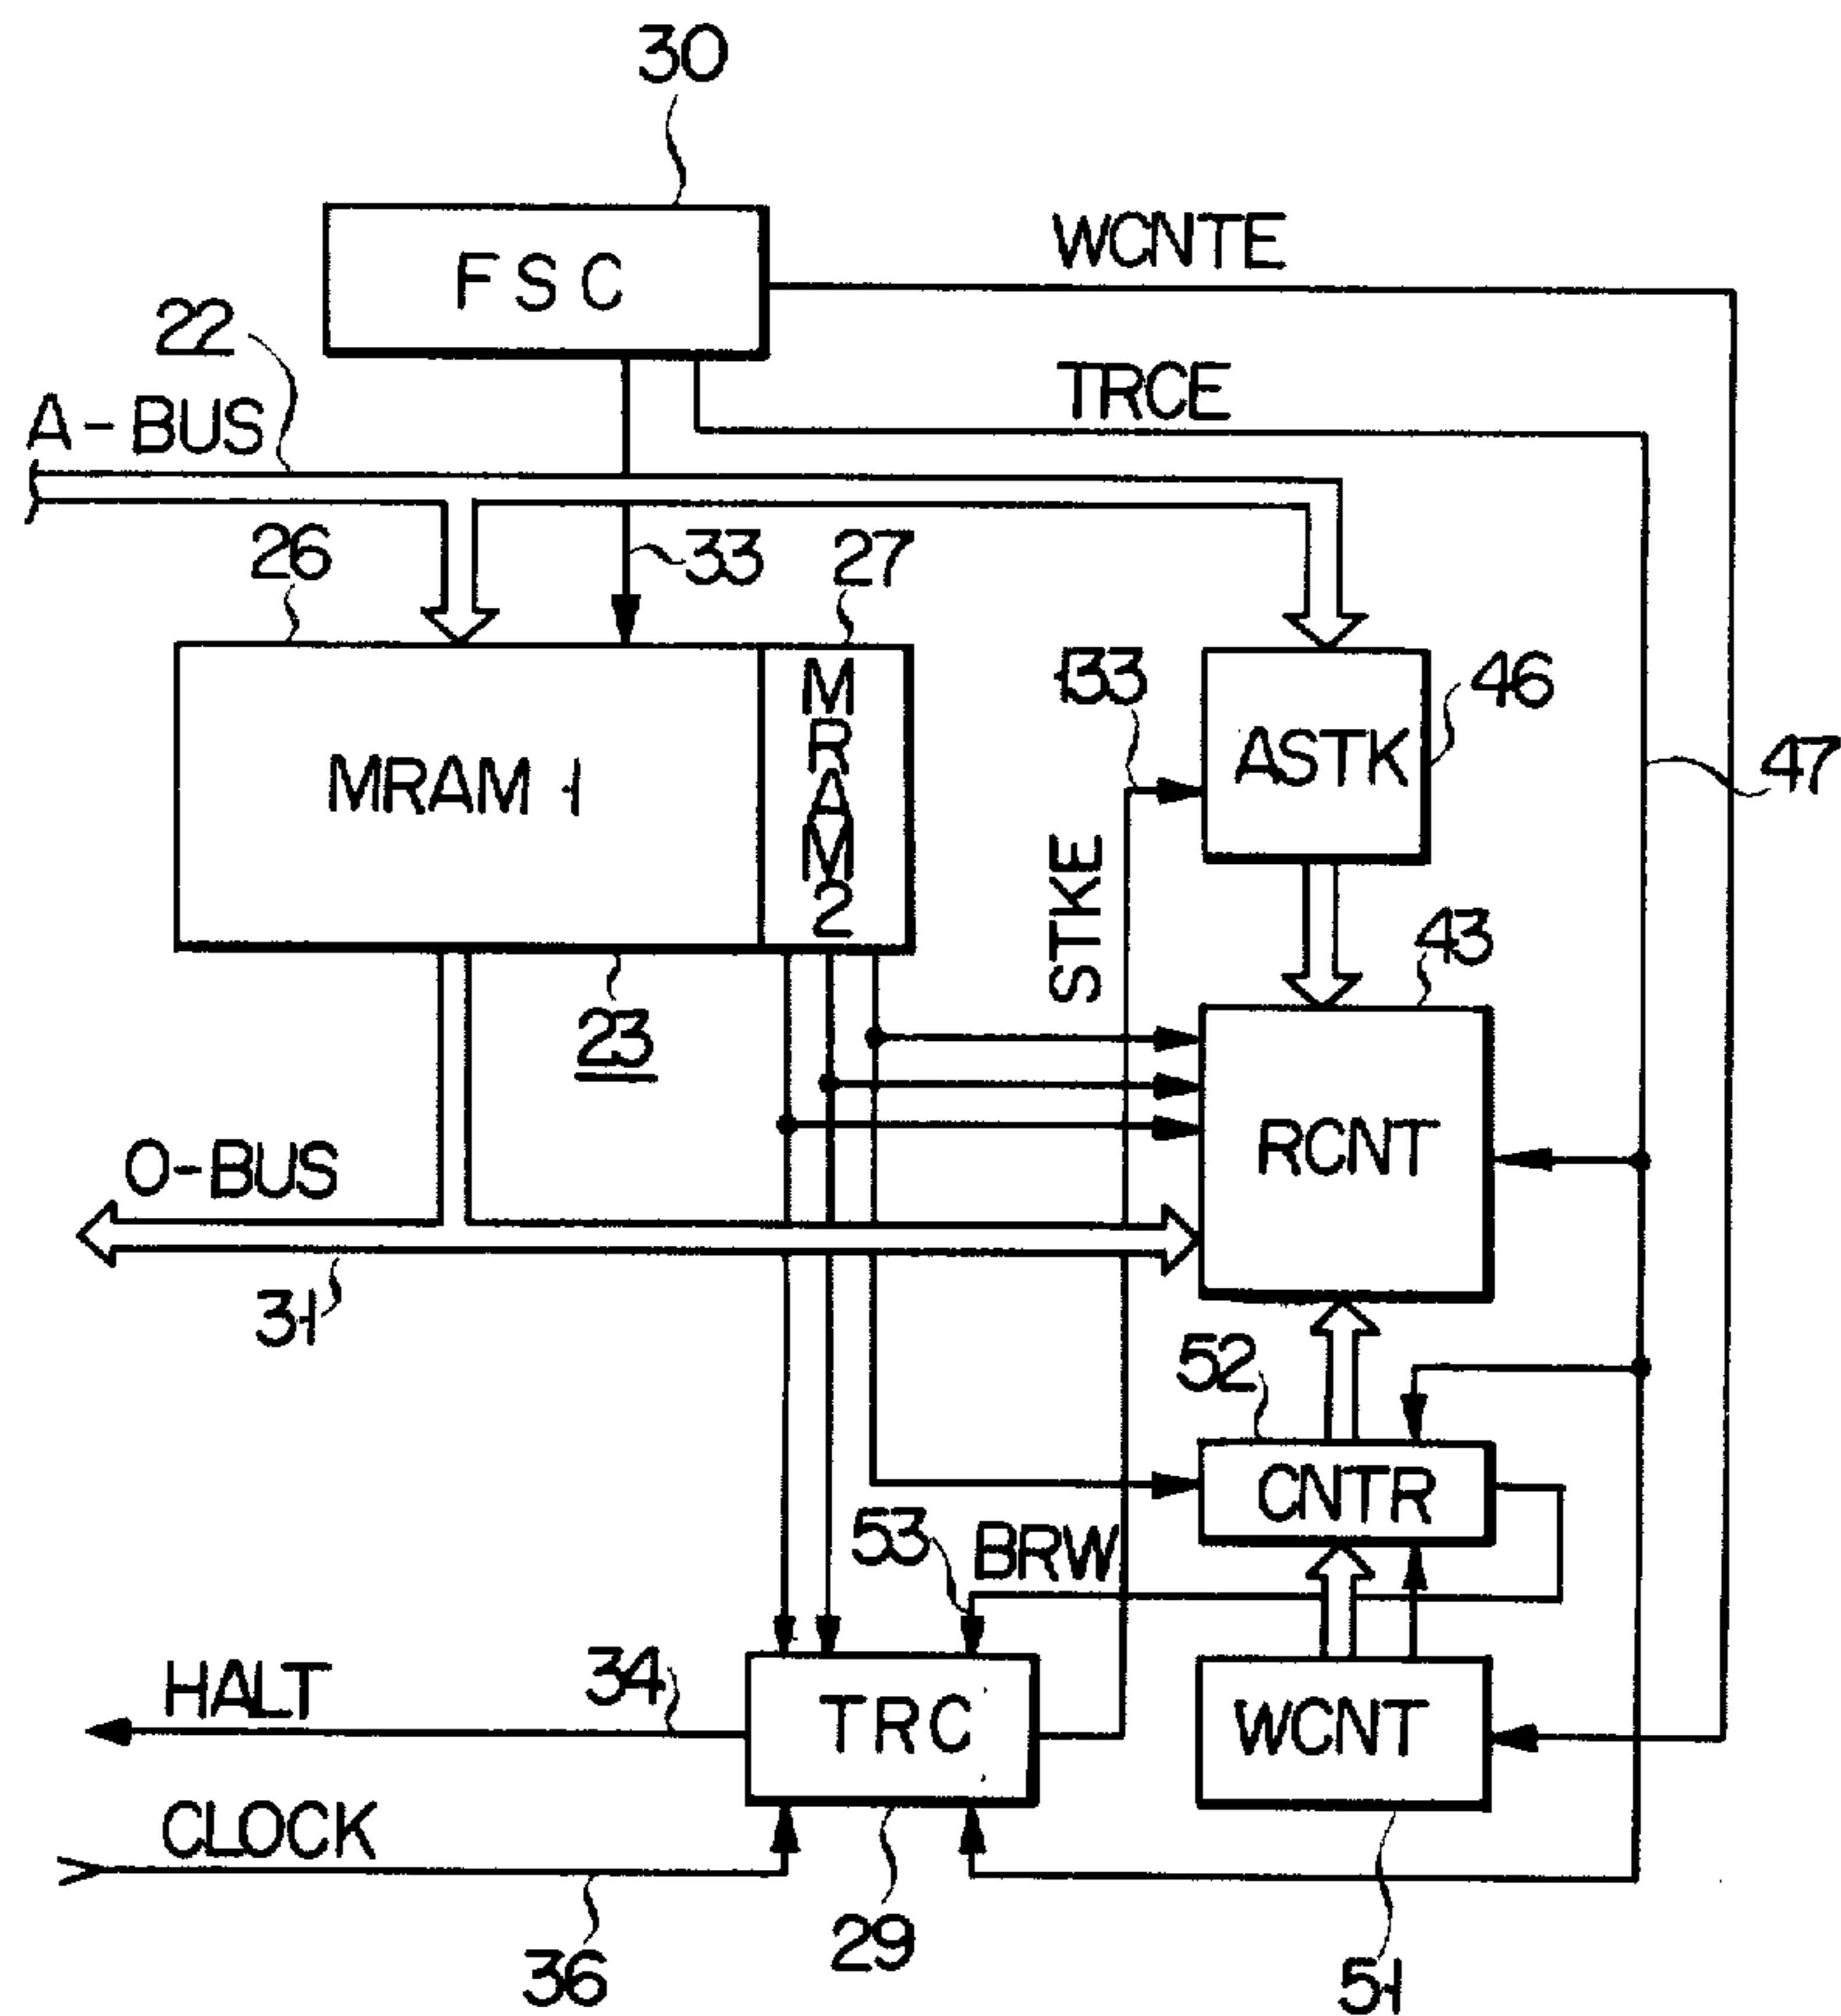 30
FSC
WCNTE
22
TRCE
A-BUS
26
33
27
MRAM 1
MRAM2
133
ASTK
46
47
STKE
43
23
RCNT
O-BUS
31
52
CNTR
53
BRW
HALT
34
TRC
WCNT
CLOCK
36
29
51